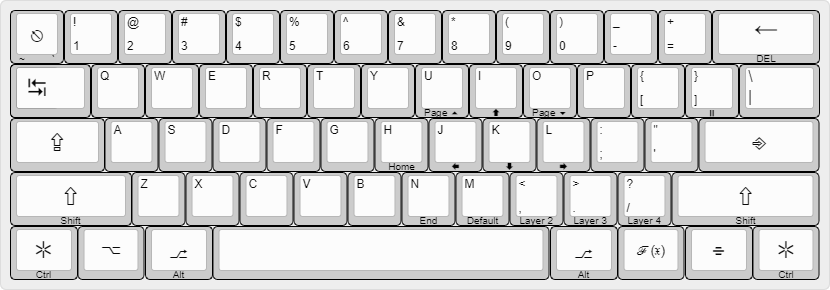 ! @ # $ % ^ & * ( ) _ +
1 2 3 4 5 6 7 8 9 0 - =
~ ` DEL
Q W E R T Y U I O P { } \
[ ] |
Page Page
A S D F G H J K L : "
; '
Home
Z X C V B N M < > ?
, . /
Shift End Default Layer 2 Layer 3 Layer 4 Shift
ℱ(𝔵)
Ctrl Alt Alt Ctrl